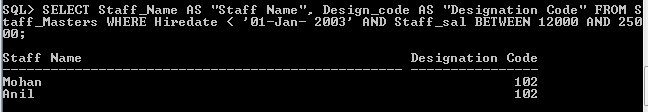 SQL> SELECT Staff_Name AS "Staff Name", Design_code AS "Designation Code" FROM S
taff_Masters WHERE Hiredate < '01-Jan- 2003' AND Staff_sal BETWEEN 12000 AND 250
00;
Staff Name Designation Code
-------------------------------------------------- ----------------
Mohan 102
Anil 102